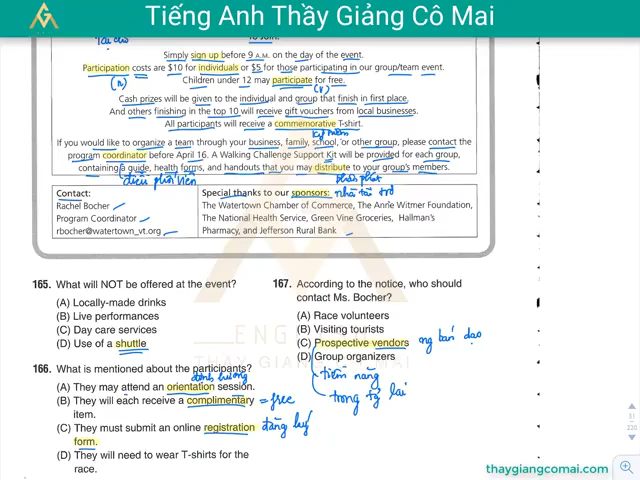 Tiếng Anh Thầy Giảng Cô Mai
Tại chỗ
To Join:
Simply sign up before 9 A.M. on the day of the event.
Participation costs are $10 for individuals or $5 for those participating in our group/team event.
(n)
Children under 12 may participate for free.
(v)
Cash prizes will be given to the individual and group that finish in first place.
And others finishing in the top 10 will receive gift vouchers from local businesses.
All participants will receive a commemorative T-shirt.
kỷ niệm
If you would like to organize a team through your business, family, school, or other group, please contact the
program coordinator before April 16. A Walking Challenge Support Kit will be provided for each group,
containing a guide, health forms, and handouts that you may distribute to your group's members.
điều phối viên
phân phát
Contact:
Rachel Bocher
Program Coordinator
rbocher@watertown_vt.org
Special thanks to our sponsors: nhà tài trợ
The Watertown Chamber of Commerce, The Anne Witmer Foundation,
The National Health Service, Green Vine Groceries, Hallman's
Pharmacy, and Jefferson Rural Bank
165. What will NOT be offered at the event?
(A) Locally-made drinks
(B) Live performances
(C) Day care services
(D) Use of a shuttle
166. What is mentioned about the participants?
định hướng
(A) They may attend an orientation session.
(B) They will each receive a complimentary = free
item.
(C) They must submit an online registration đăng ký
form.
(D) They will need to wear T-shirts for the
race.
167. According to the notice, who should
contact Ms. Bocher?
(A) Race volunteers
(B) Visiting tourists
(C) Prospective vendors ng bán dạo
(D) Group organizers
tiềm năng
trong tg lai
ENG
THẦY GIẢNG CÔ MAI
31
220
thaygiangcomai.com